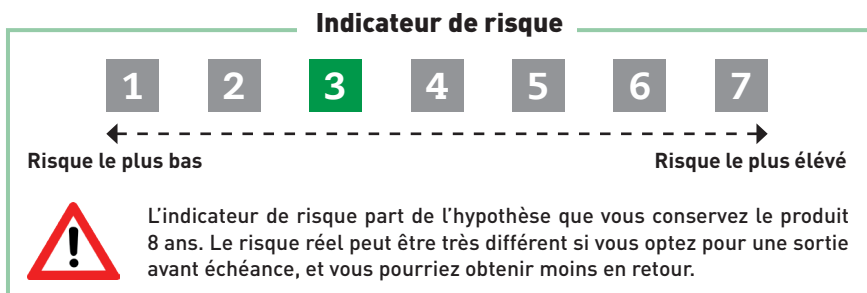 Indicateur de risque
1 2 3 4 5 6 7
Risque le plus bas Risque le plus élévé
L'indicateur de risque part de l'hypothèse que vous conservez le produit
8 ans. Le risque réel peut être très différent si vous optez pour une sortie
avant échéance, et vous pourriez obtenir moins en retour.